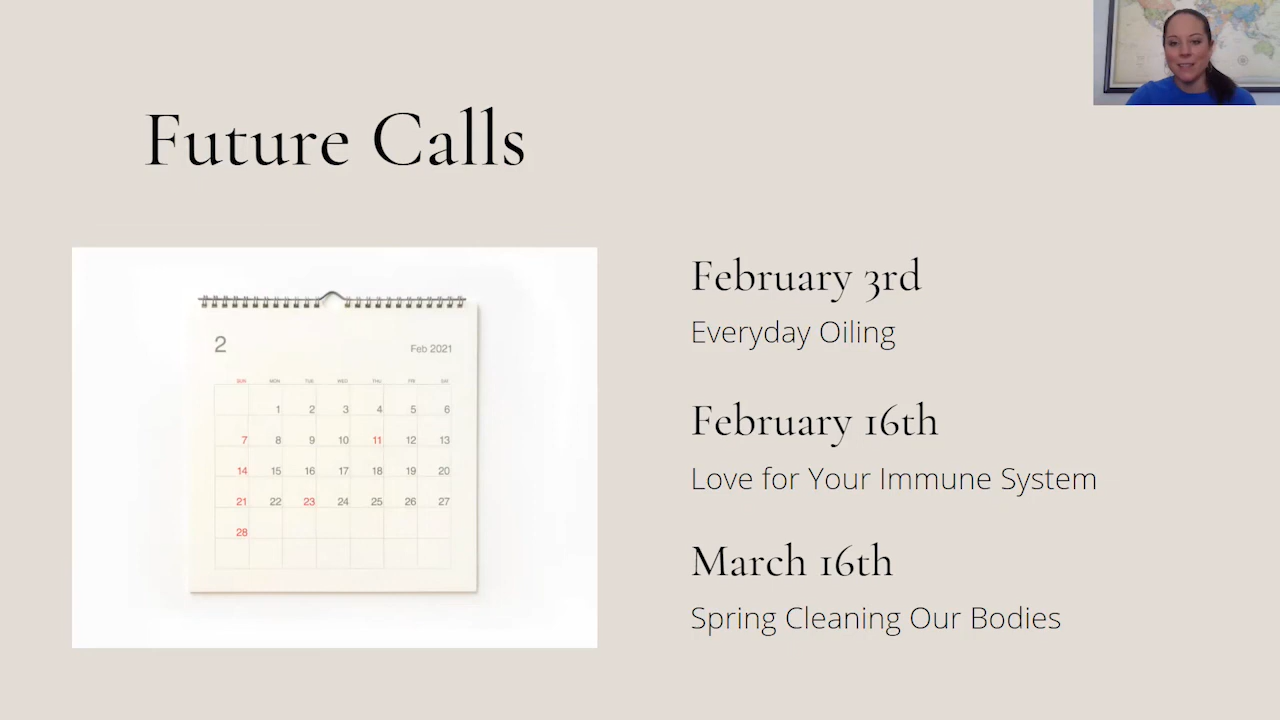 Future Calls
2
Feb 2021
SUN MON TUE WED THU FRI SAT
1 2 3 4 5 6
7 8 9 10 11 12 13
14 15 16 17 18 19 20
21 22 23 24 25 26 27
28
February 3rd
Everyday Oiling
February 16th
Love for Your Immune System
March 16th
Spring Cleaning Our Bodies